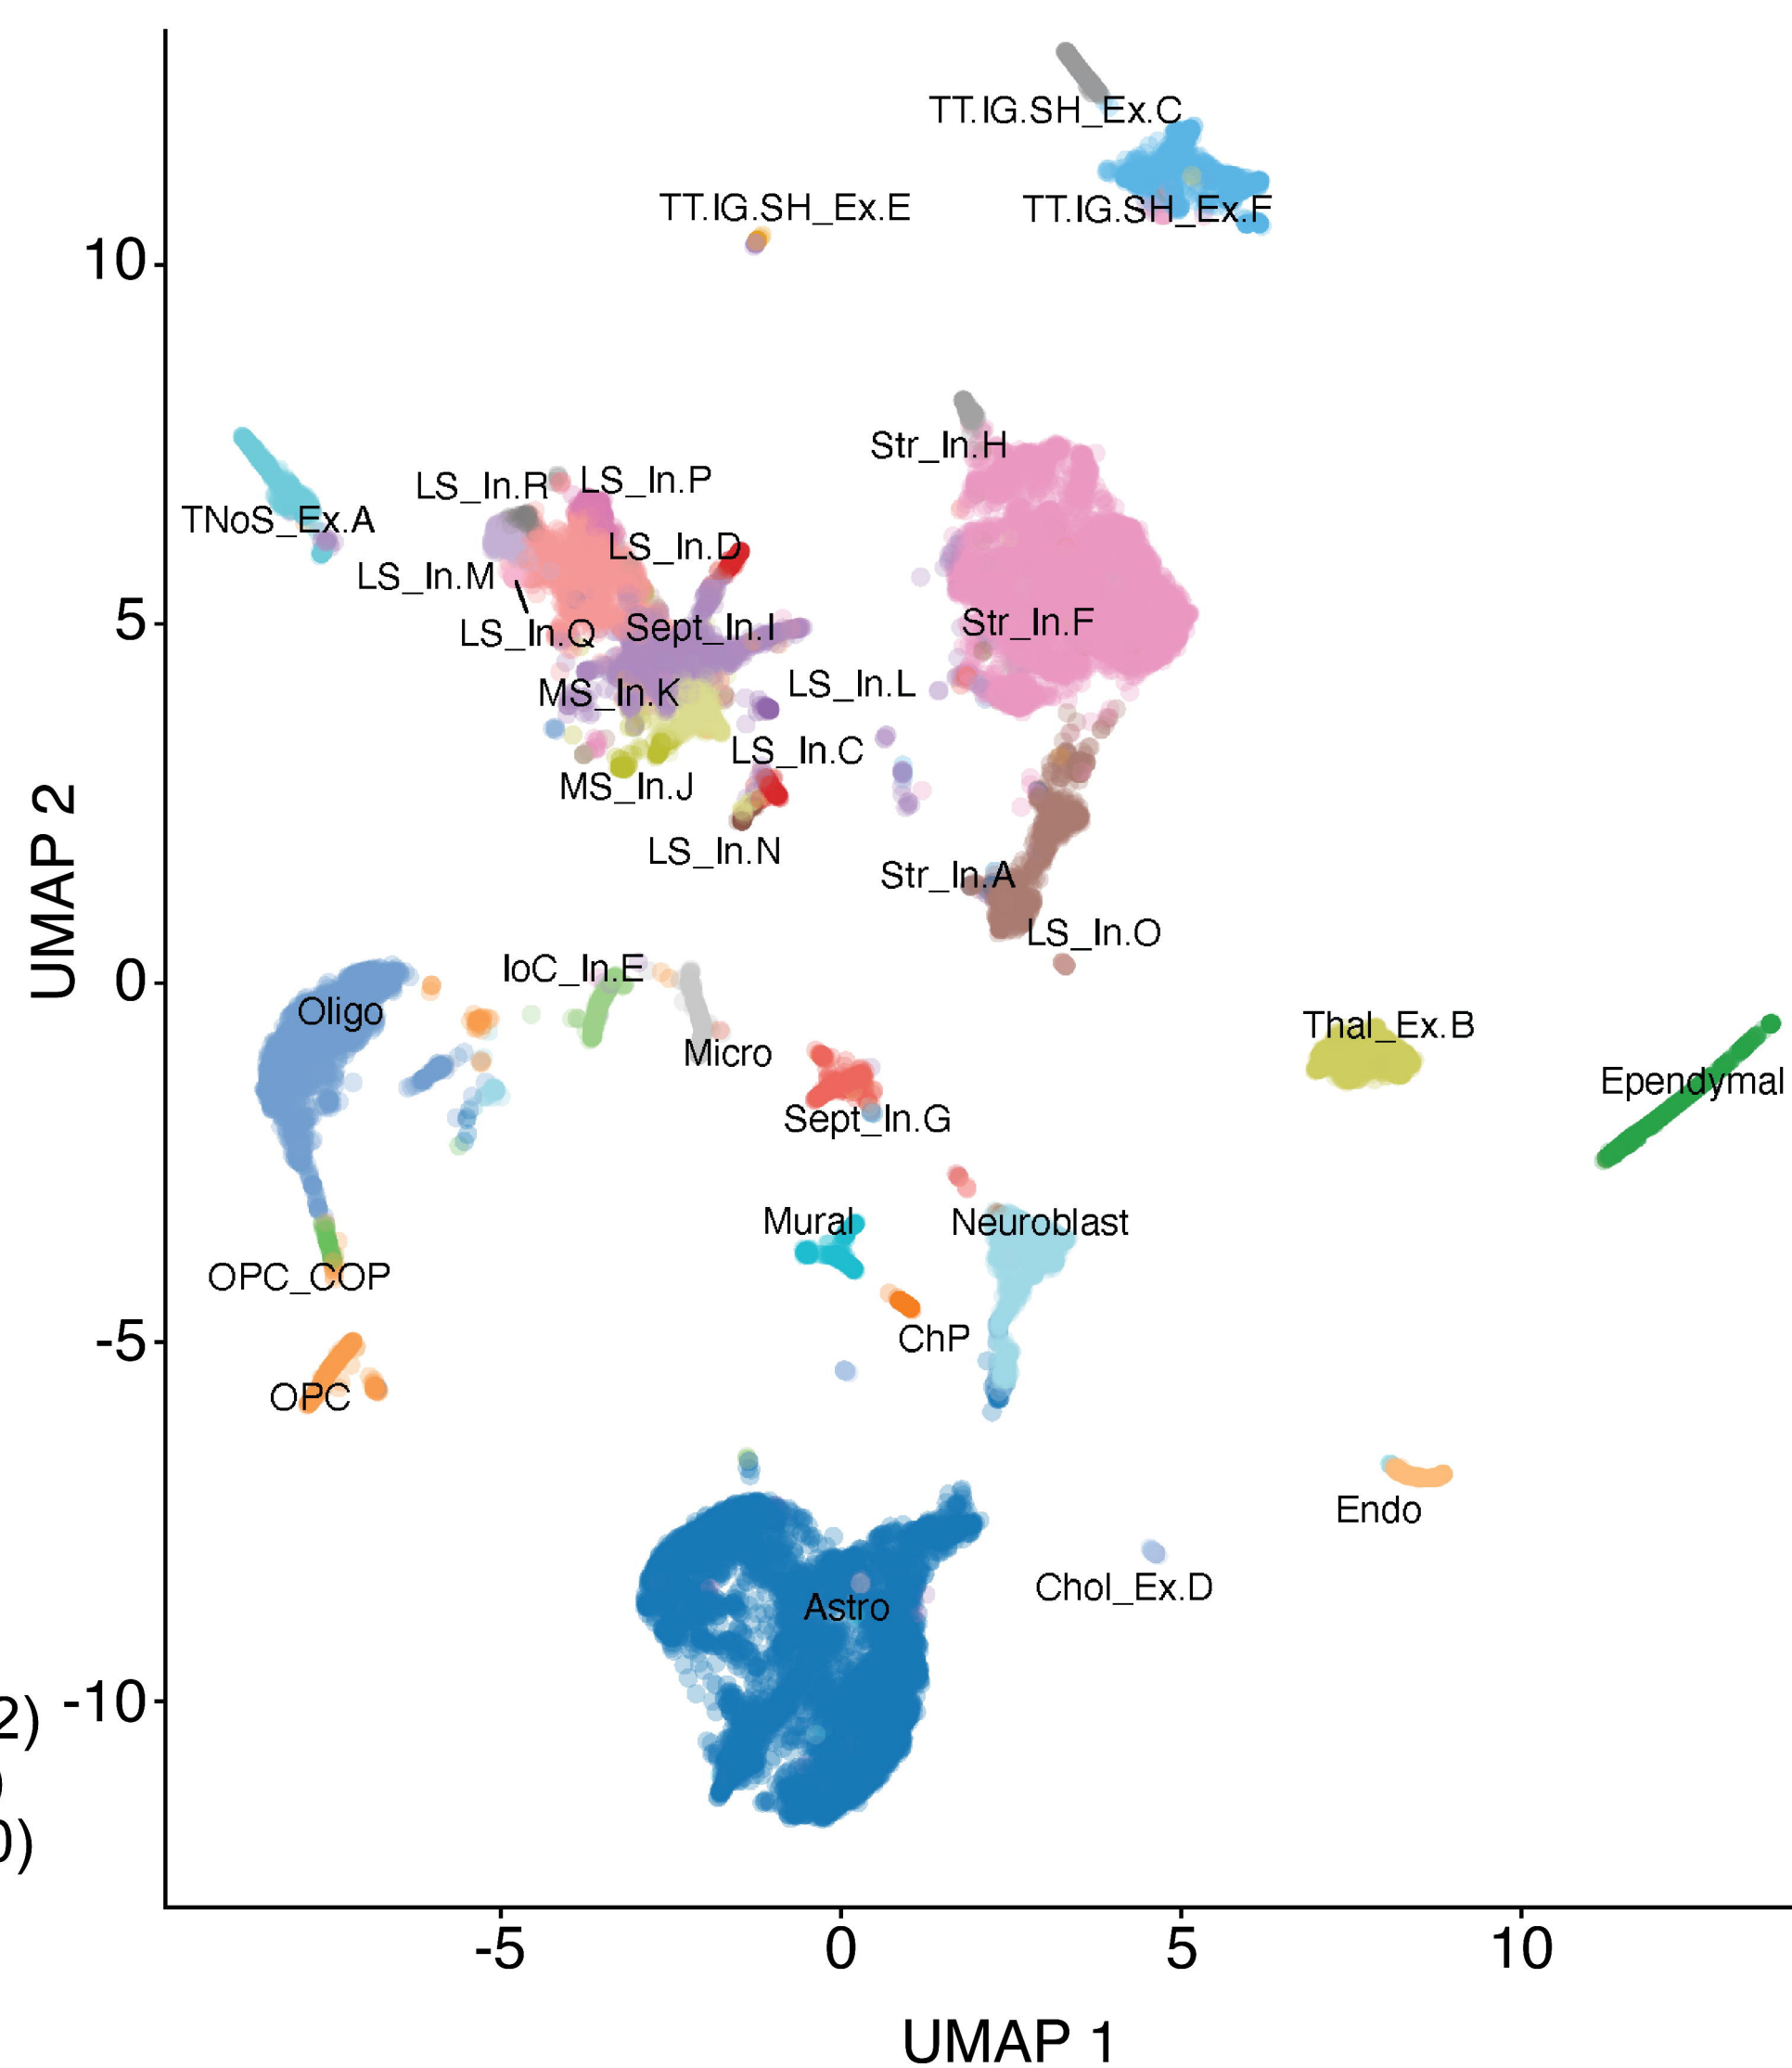 TT.IG.SH_Ex.C
TT.IG.SH_Ex.E
TT.IG.SH_Ex.F
10
Str_In.H
LS_In.R
LS_In.P
TNoS_Ex.A
LS_In.D
LS_In.M
5
Str_In.F
LS_In.Q
Sept_In.I
LS_In.L
MS_In.K
LS_In.C
MS_In.J
LS_In.N
UMAP 2
Str_In.A
LS_In.O
0
IoC_In.E
Oligo
Thal_Ex.B
Micro
Ependymal
Sept_In.G
Mural
Neuroblast
OPC_COP
-5
ChP
OPC
Endo
Chol_Ex.D
Astro
-10
2)
)
0)
-5
0
5
10
UMAP 1